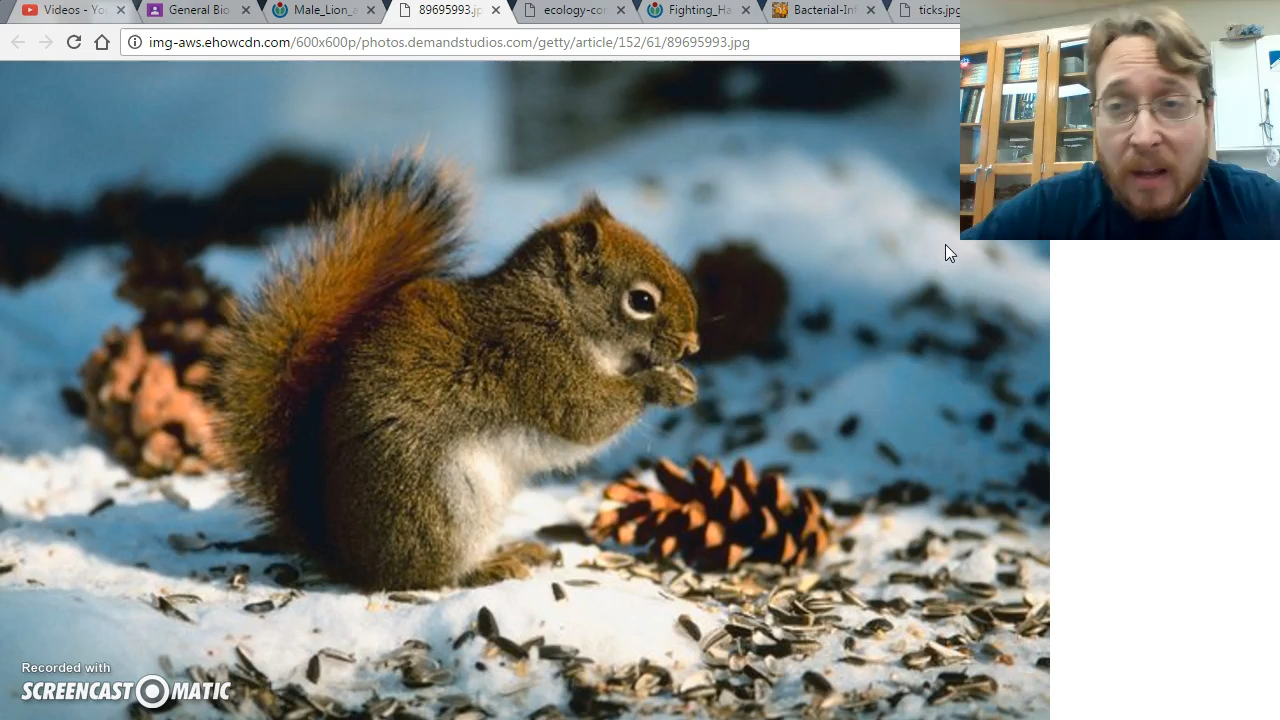 Videos - Yo
General Bio
Male_Lion_
89695993.jp
ecology-co
Fighting_Ha
Bacterial-In
ticks.jpg
img-aws.ehowcdn.com/600x600p/photos.demandstudios.com/getty/article/152/61/89695993.jpg
Recorded with
SCREENCAST MATIC